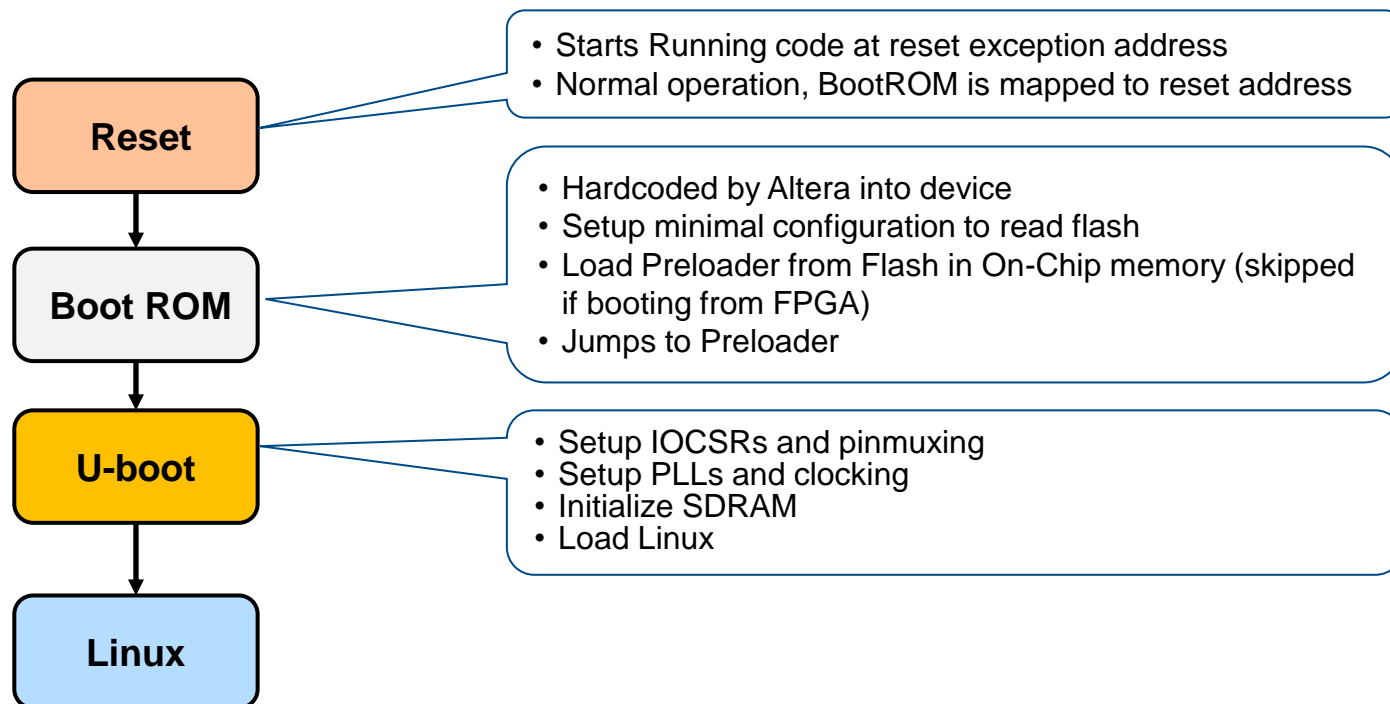 • Starts Running code at reset exception address
• Normal operation, BootROM is mapped to reset address
Reset
• Hardcoded by Altera into device
• Setup minimal configuration to read flash
• Load Preloader from Flash in On-Chip memory (skipped
if booting from FPGA)
• Jumps to Preloader
Boot ROM
• Setup IOCSRs and pinmuxing
• Setup PLLs and clocking
• Initialize SDRAM
• Load Linux
U-boot
Linux